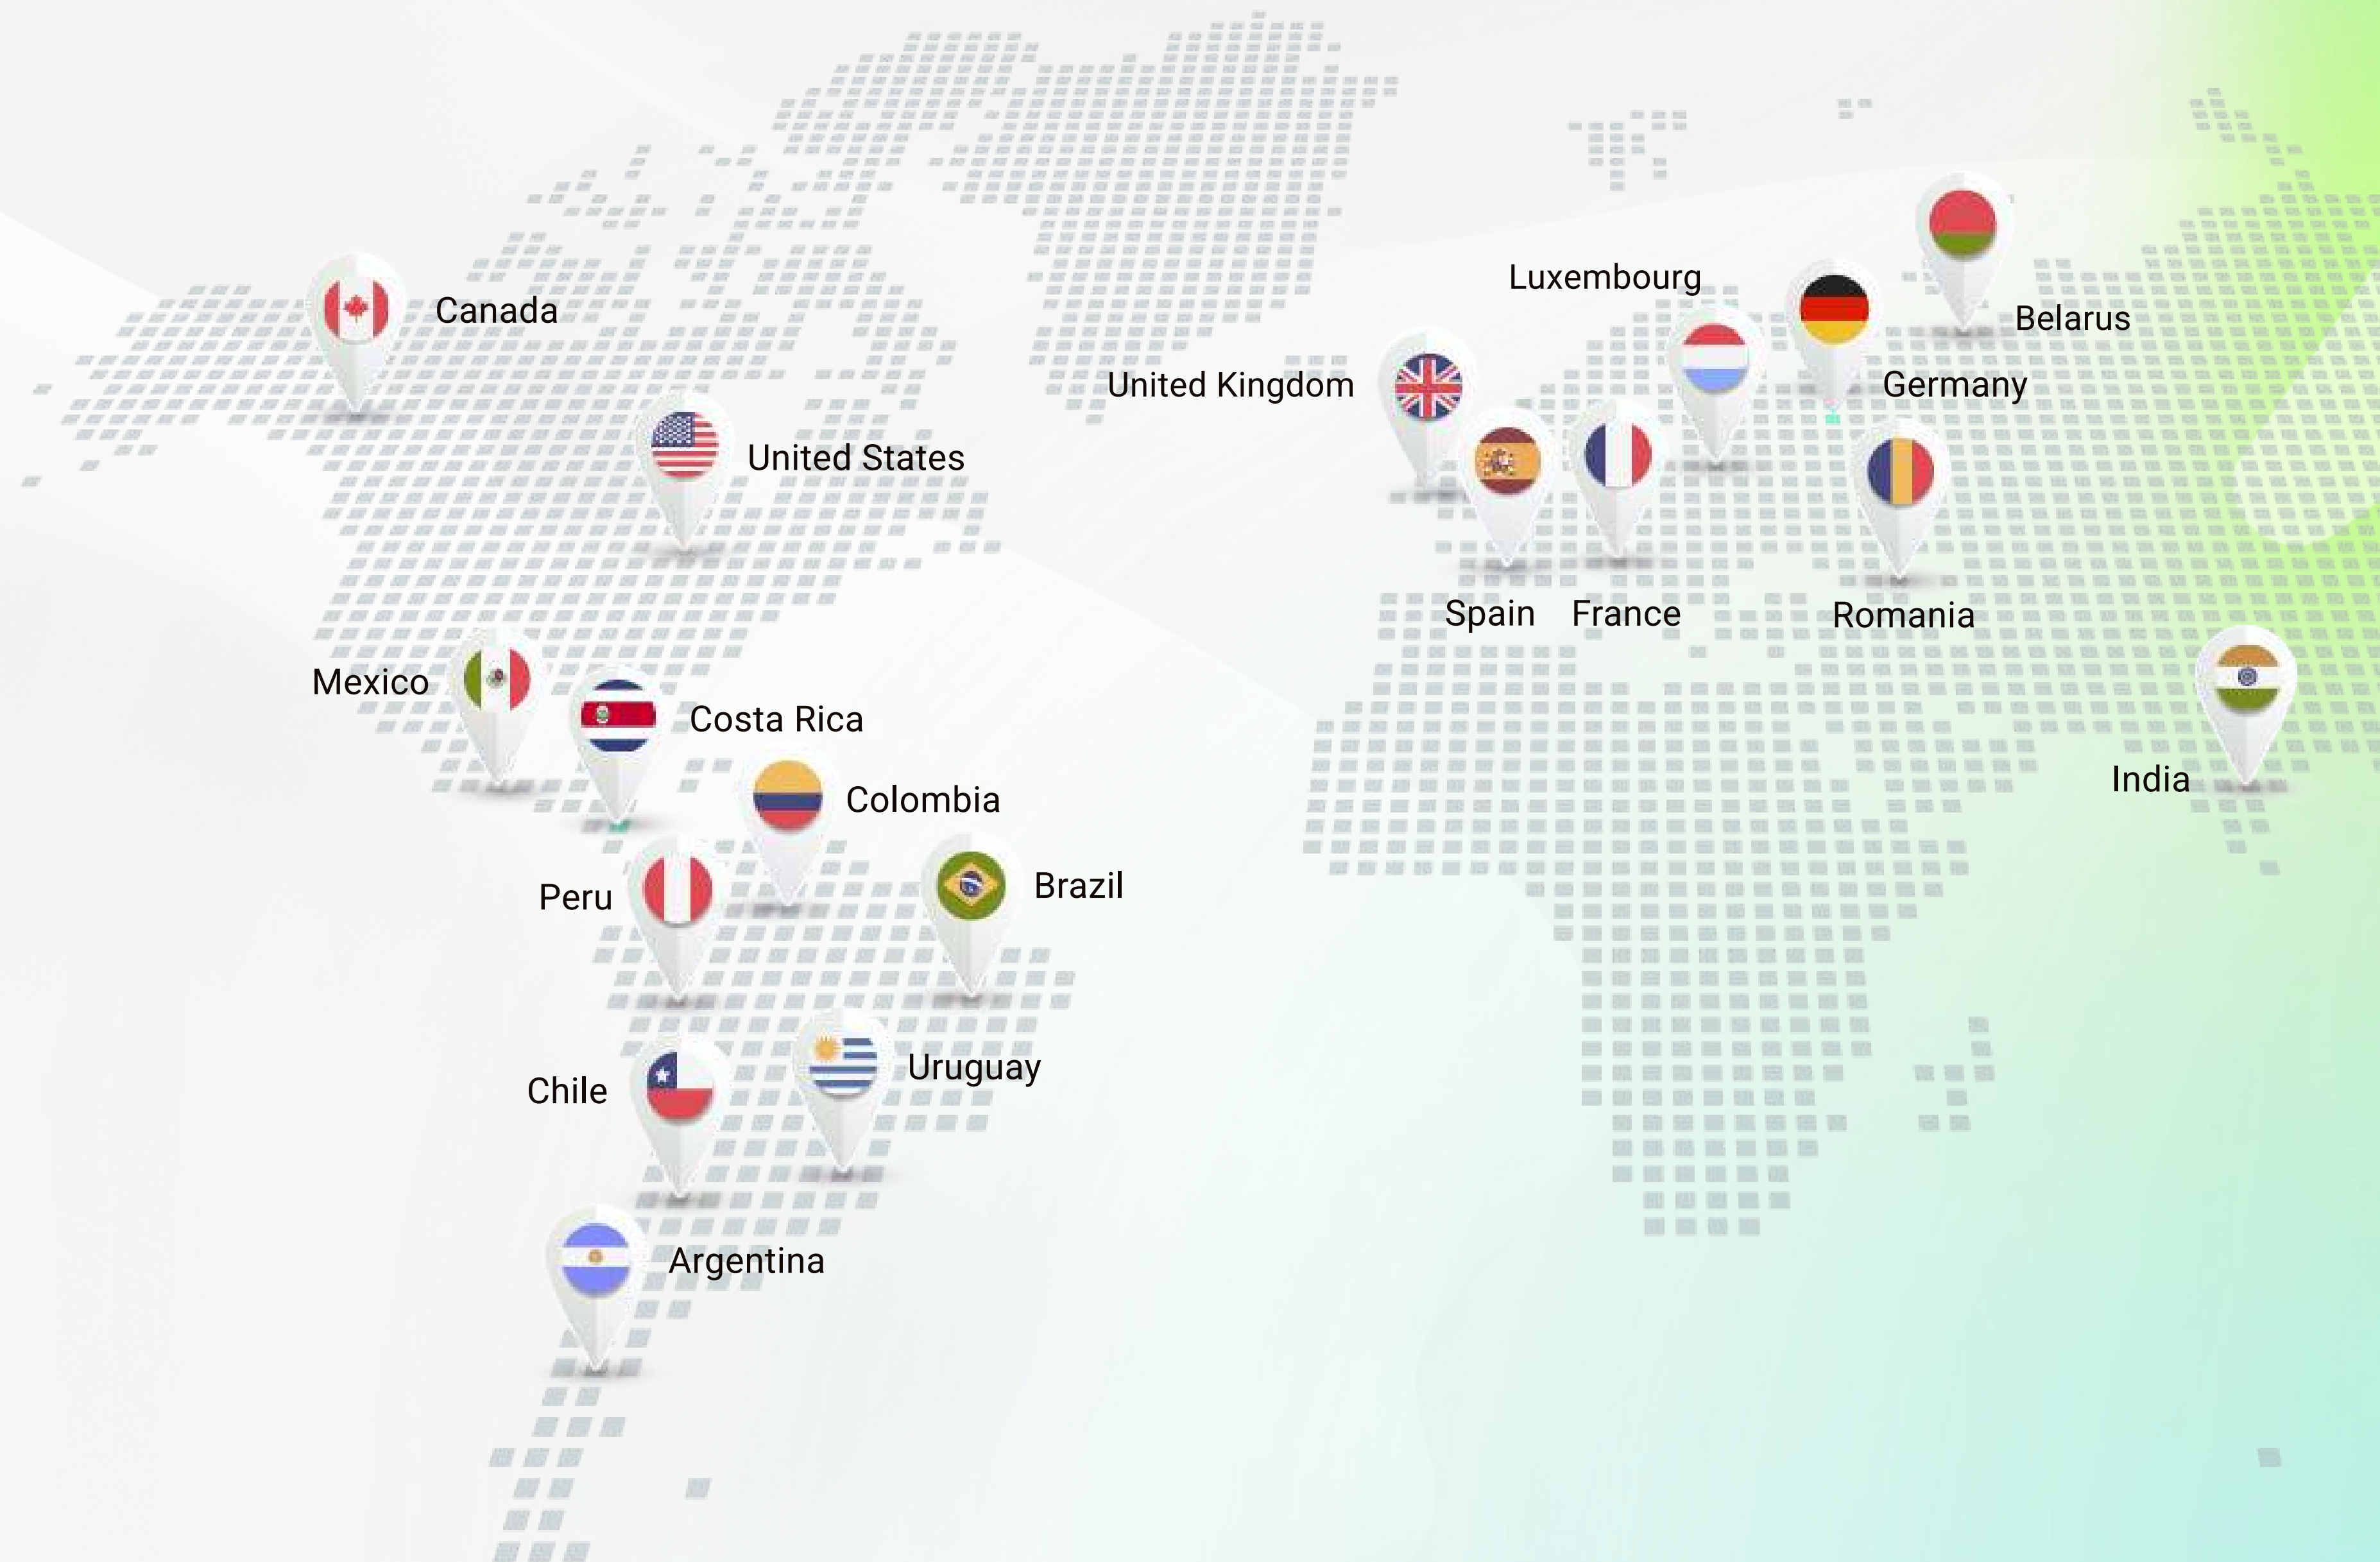 Luxembourg
Canada
Belarus
United Kingdom
Germany
United States
Spain
France
Romania
Mexico
Costa Rica
India
Colombia
Brazil
Peru
Uruguay
Chile
Argentina